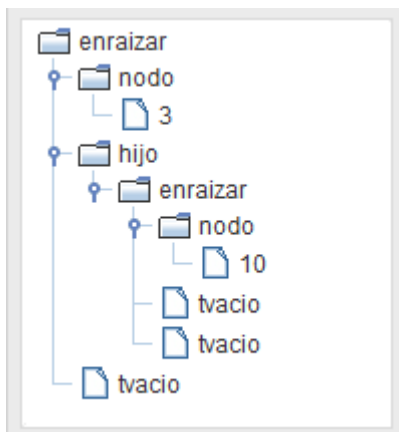 enraizar
nodo
3
hijo
enraizar
nodo
10
tvacio
tvacio
tvacio